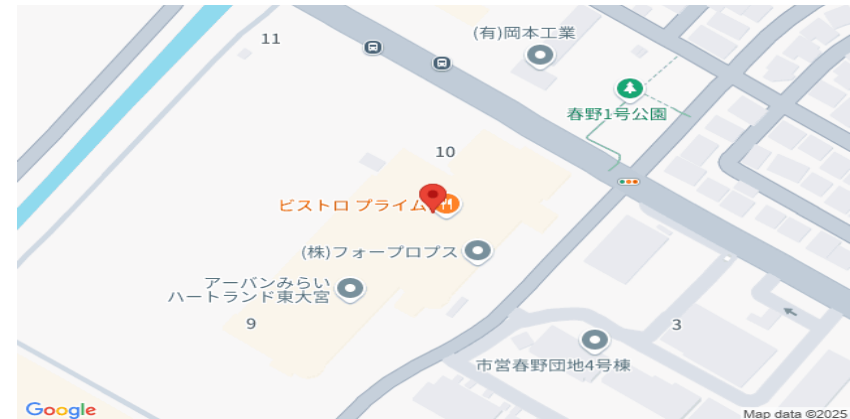 11
(有)岡本工業
春野1号公園
10
ビストロ プライム
(株)フォープロプス
アーバンみらい
ハートランド東大宮
9
3
市営春野団地4号棟
Google
Map data ©2025